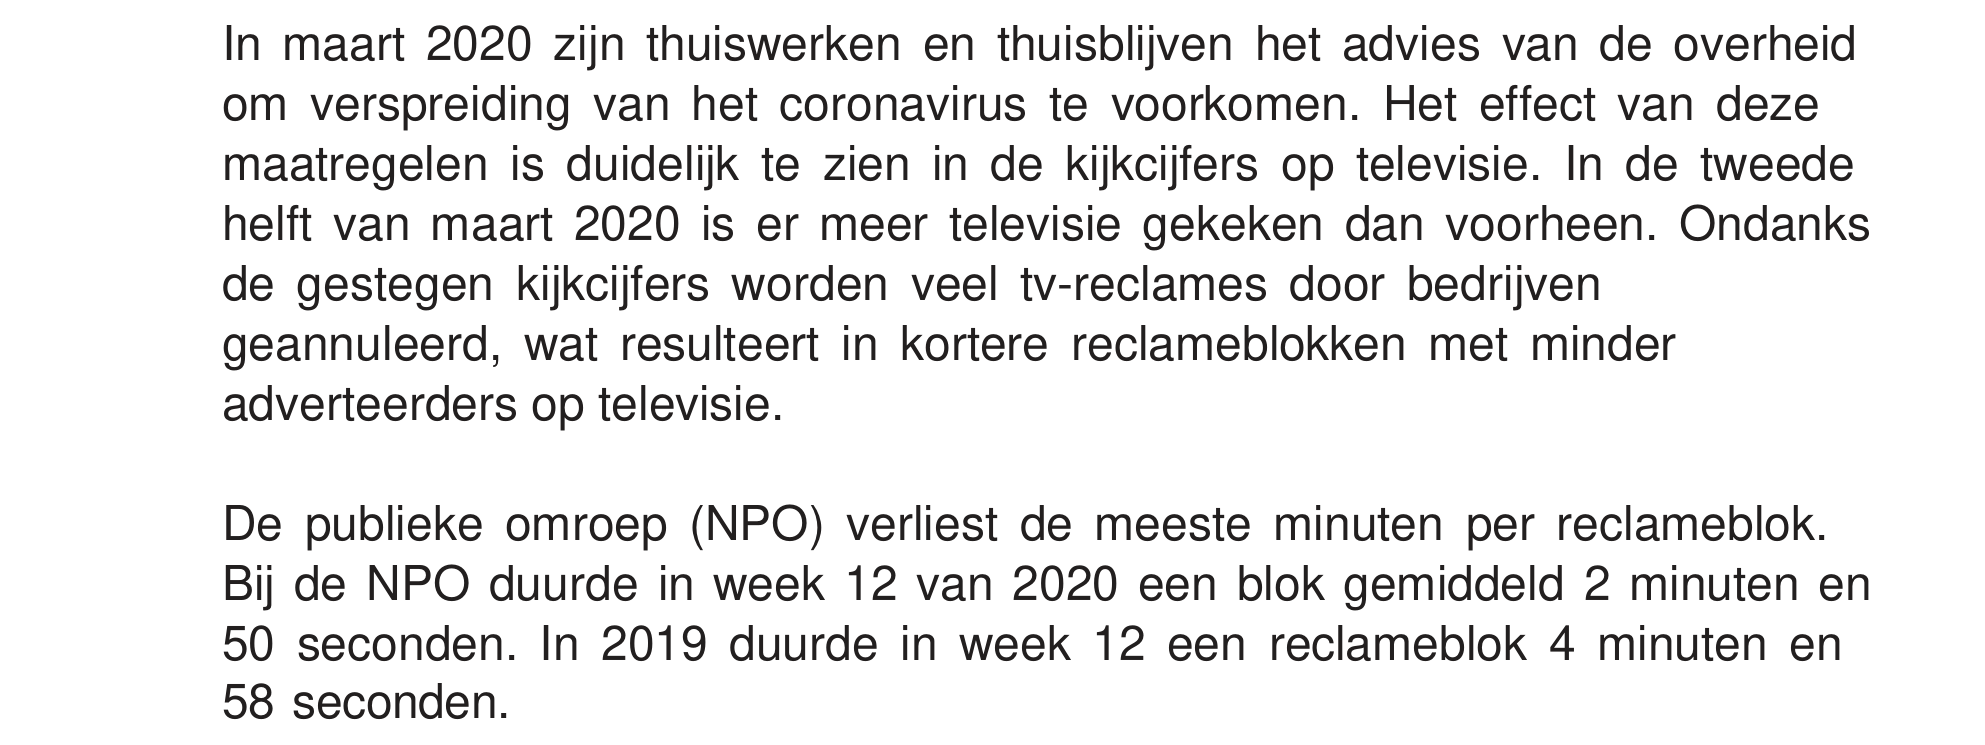 In maart 2020 zijn thuiswerken en thuisblijven het advies van de overheid
om verspreiding van het coronavirus te voorkomen. Het effect van deze
maatregelen is duidelijk te zien in de kijkcijfers op televisie. In de tweede
helft van maart 2020 is er meer televisie gekeken dan voorheen. Ondanks
de gestegen kijkcijfers worden veel tv-reclames door bedrijven
geannuleerd, wat resulteert in kortere reclameblokken met minder
adverteerders op televisie.

De publieke omroep (NPO) verliest de meeste minuten per reclameblok.
Bij de NPO duurde in week 12 van 2020 een blok gemiddeld 2 minuten en
50 seconden. In 2019 duurde in week 12 een reclameblok 4 minuten en
58 seconden.